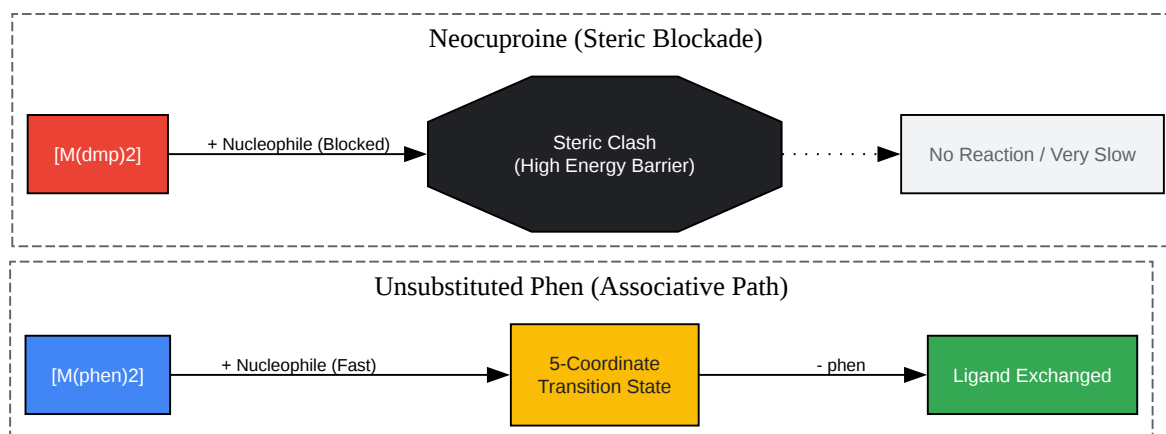 Neocuproine (Steric Blockade)
[M(dmp)2]
+ Nucleophile (Blocked)
Steric Clash
(High Energy Barrier)
No Reaction / Very Slow
Unsubstituted Phen (Associative Path)
[M(phen)2]
+ Nucleophile (Fast)
5-Coordinate
Transition State
- phen
Ligand Exchanged